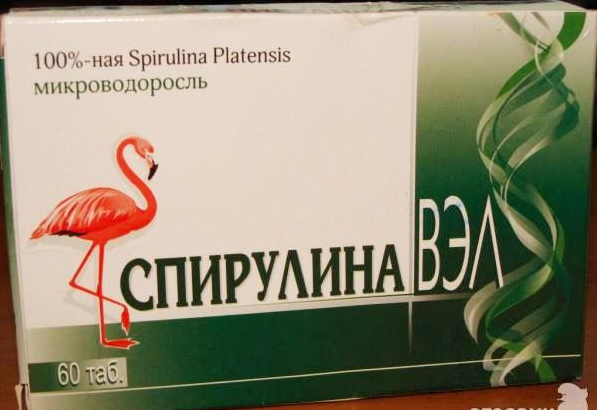 100%-ная Spirulina Platensis
микроводоросль
СПИРУЛИНА ВЭЛ
60 таб.